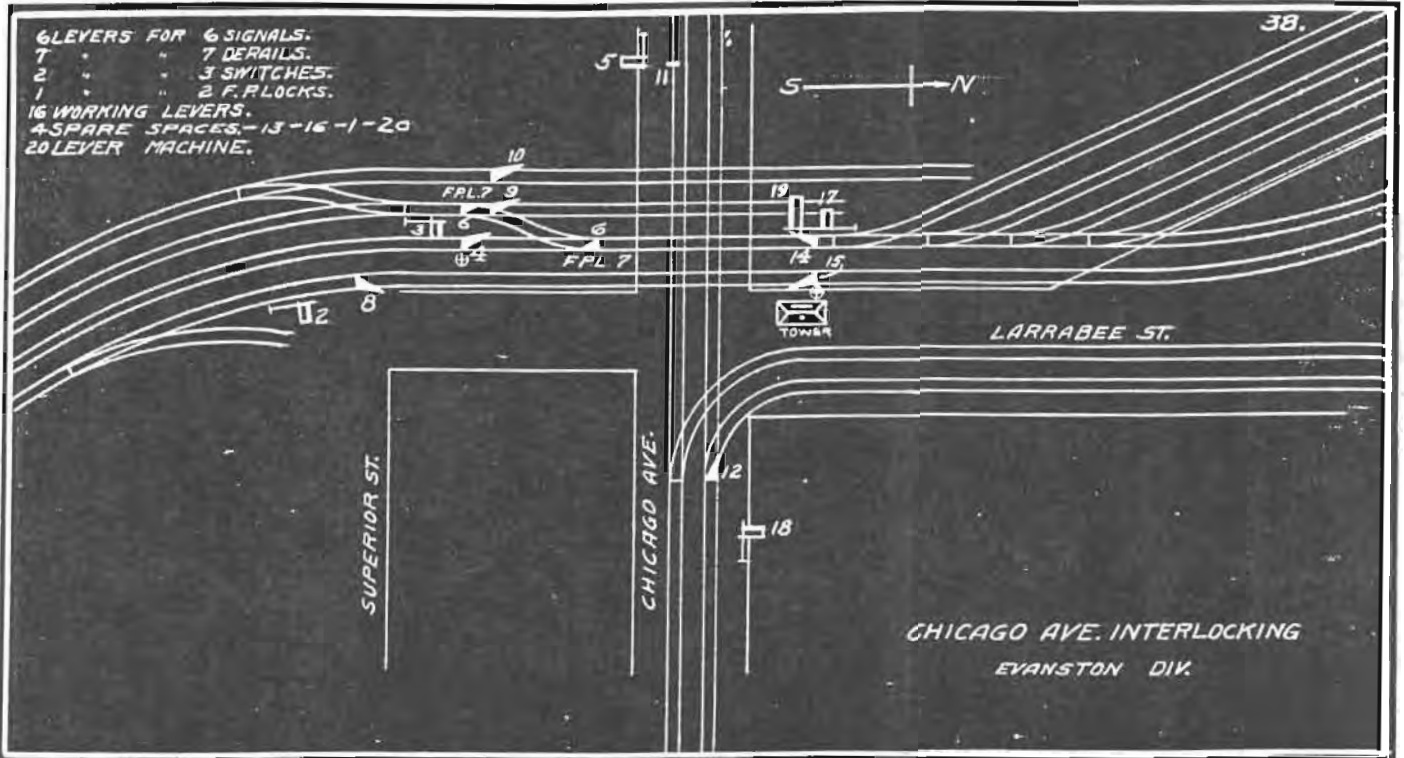 6 LEVERS FOR 6 SIGNALS.
7 " " 7 DERAILS.
2 " " 3 SWITCHES.
1 " " 2 F.P. LOCKS.
16 WORKING LEVERS.
4 SPARE SPACES.-13-16-1-20
20 LEVER MACHINE.
38.
5
11
S
N
10
F.P.L. 7 9
19
17
3
6
6
4
F.P.L 7
14
15
8
2
TOWER
LARRABEE ST.
SUPERIOR ST.
CHICAGO AVE.
12
18
CHICAGO AVE. INTERLOCKING
EVANSTON DIV.